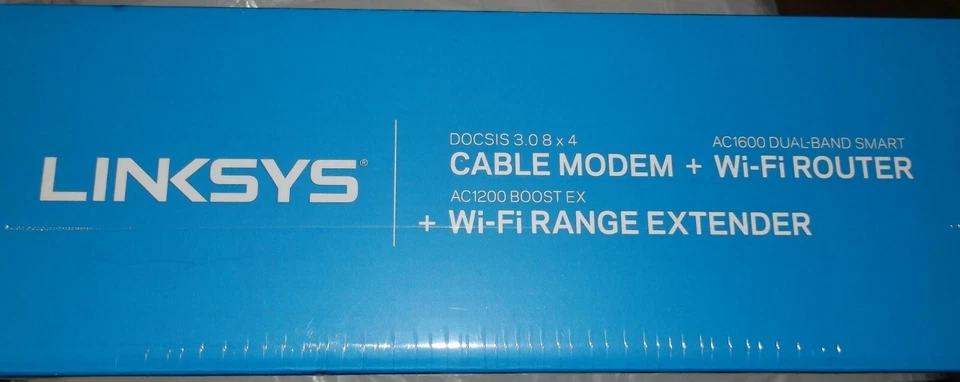 LINKSYS®
DOCSIS 3.0 8 x 4
CABLE MODEM +
AC1600 DUAL-BAND SMART
Wi-Fi ROUTER
AC1200 BOOST EX
+ Wi-Fi RANGE EXTENDER